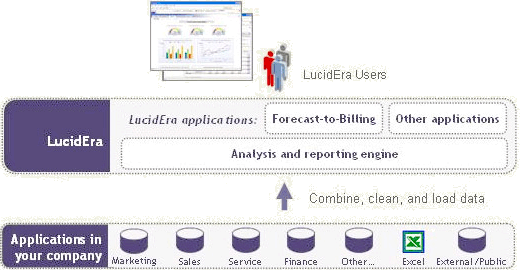 LucidEra Users
LucidEra
LucidEra applications:
Forecast-to-Billing
Other applications
Analysis and reporting engine
Combine, clean, and load data
Applications in
your company
Marketing
Sales
Service
Finance
Other...
Excel
External/Public